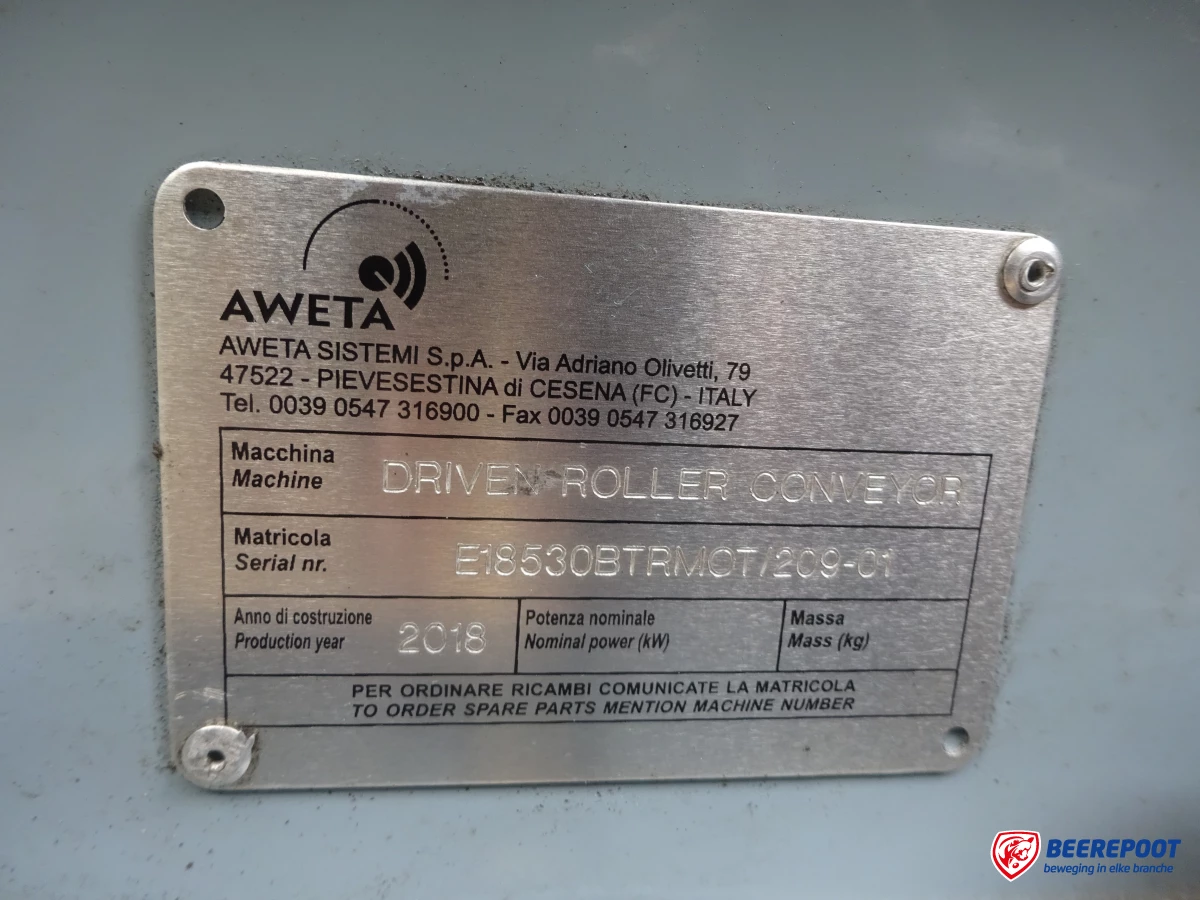 AWETA
AWETA SISTEMI S.p.A. - Via Adriano Olivetti, 79
47522 - PIEVESESTINA di CESENA (FC) - ITALY
Tel. 0039 0547 316900 - Fax 0039 0547 316927
Macchina
Machine
DRIVEN ROLLER CONVEYOR
Matricola
Serial nr.
E18530BTRMCT/209-01
Anno di costruzione
Production year
2018
Potenza nominale
Nominal power (kW)
Massa
Mass (kg)
PER ORDINARE RICAMBI COMUNICATE LA MATRICOLA
TO ORDER SPARE PARTS MENTION MACHINE NUMBER
BEEREPOOT
beweging in elke branche